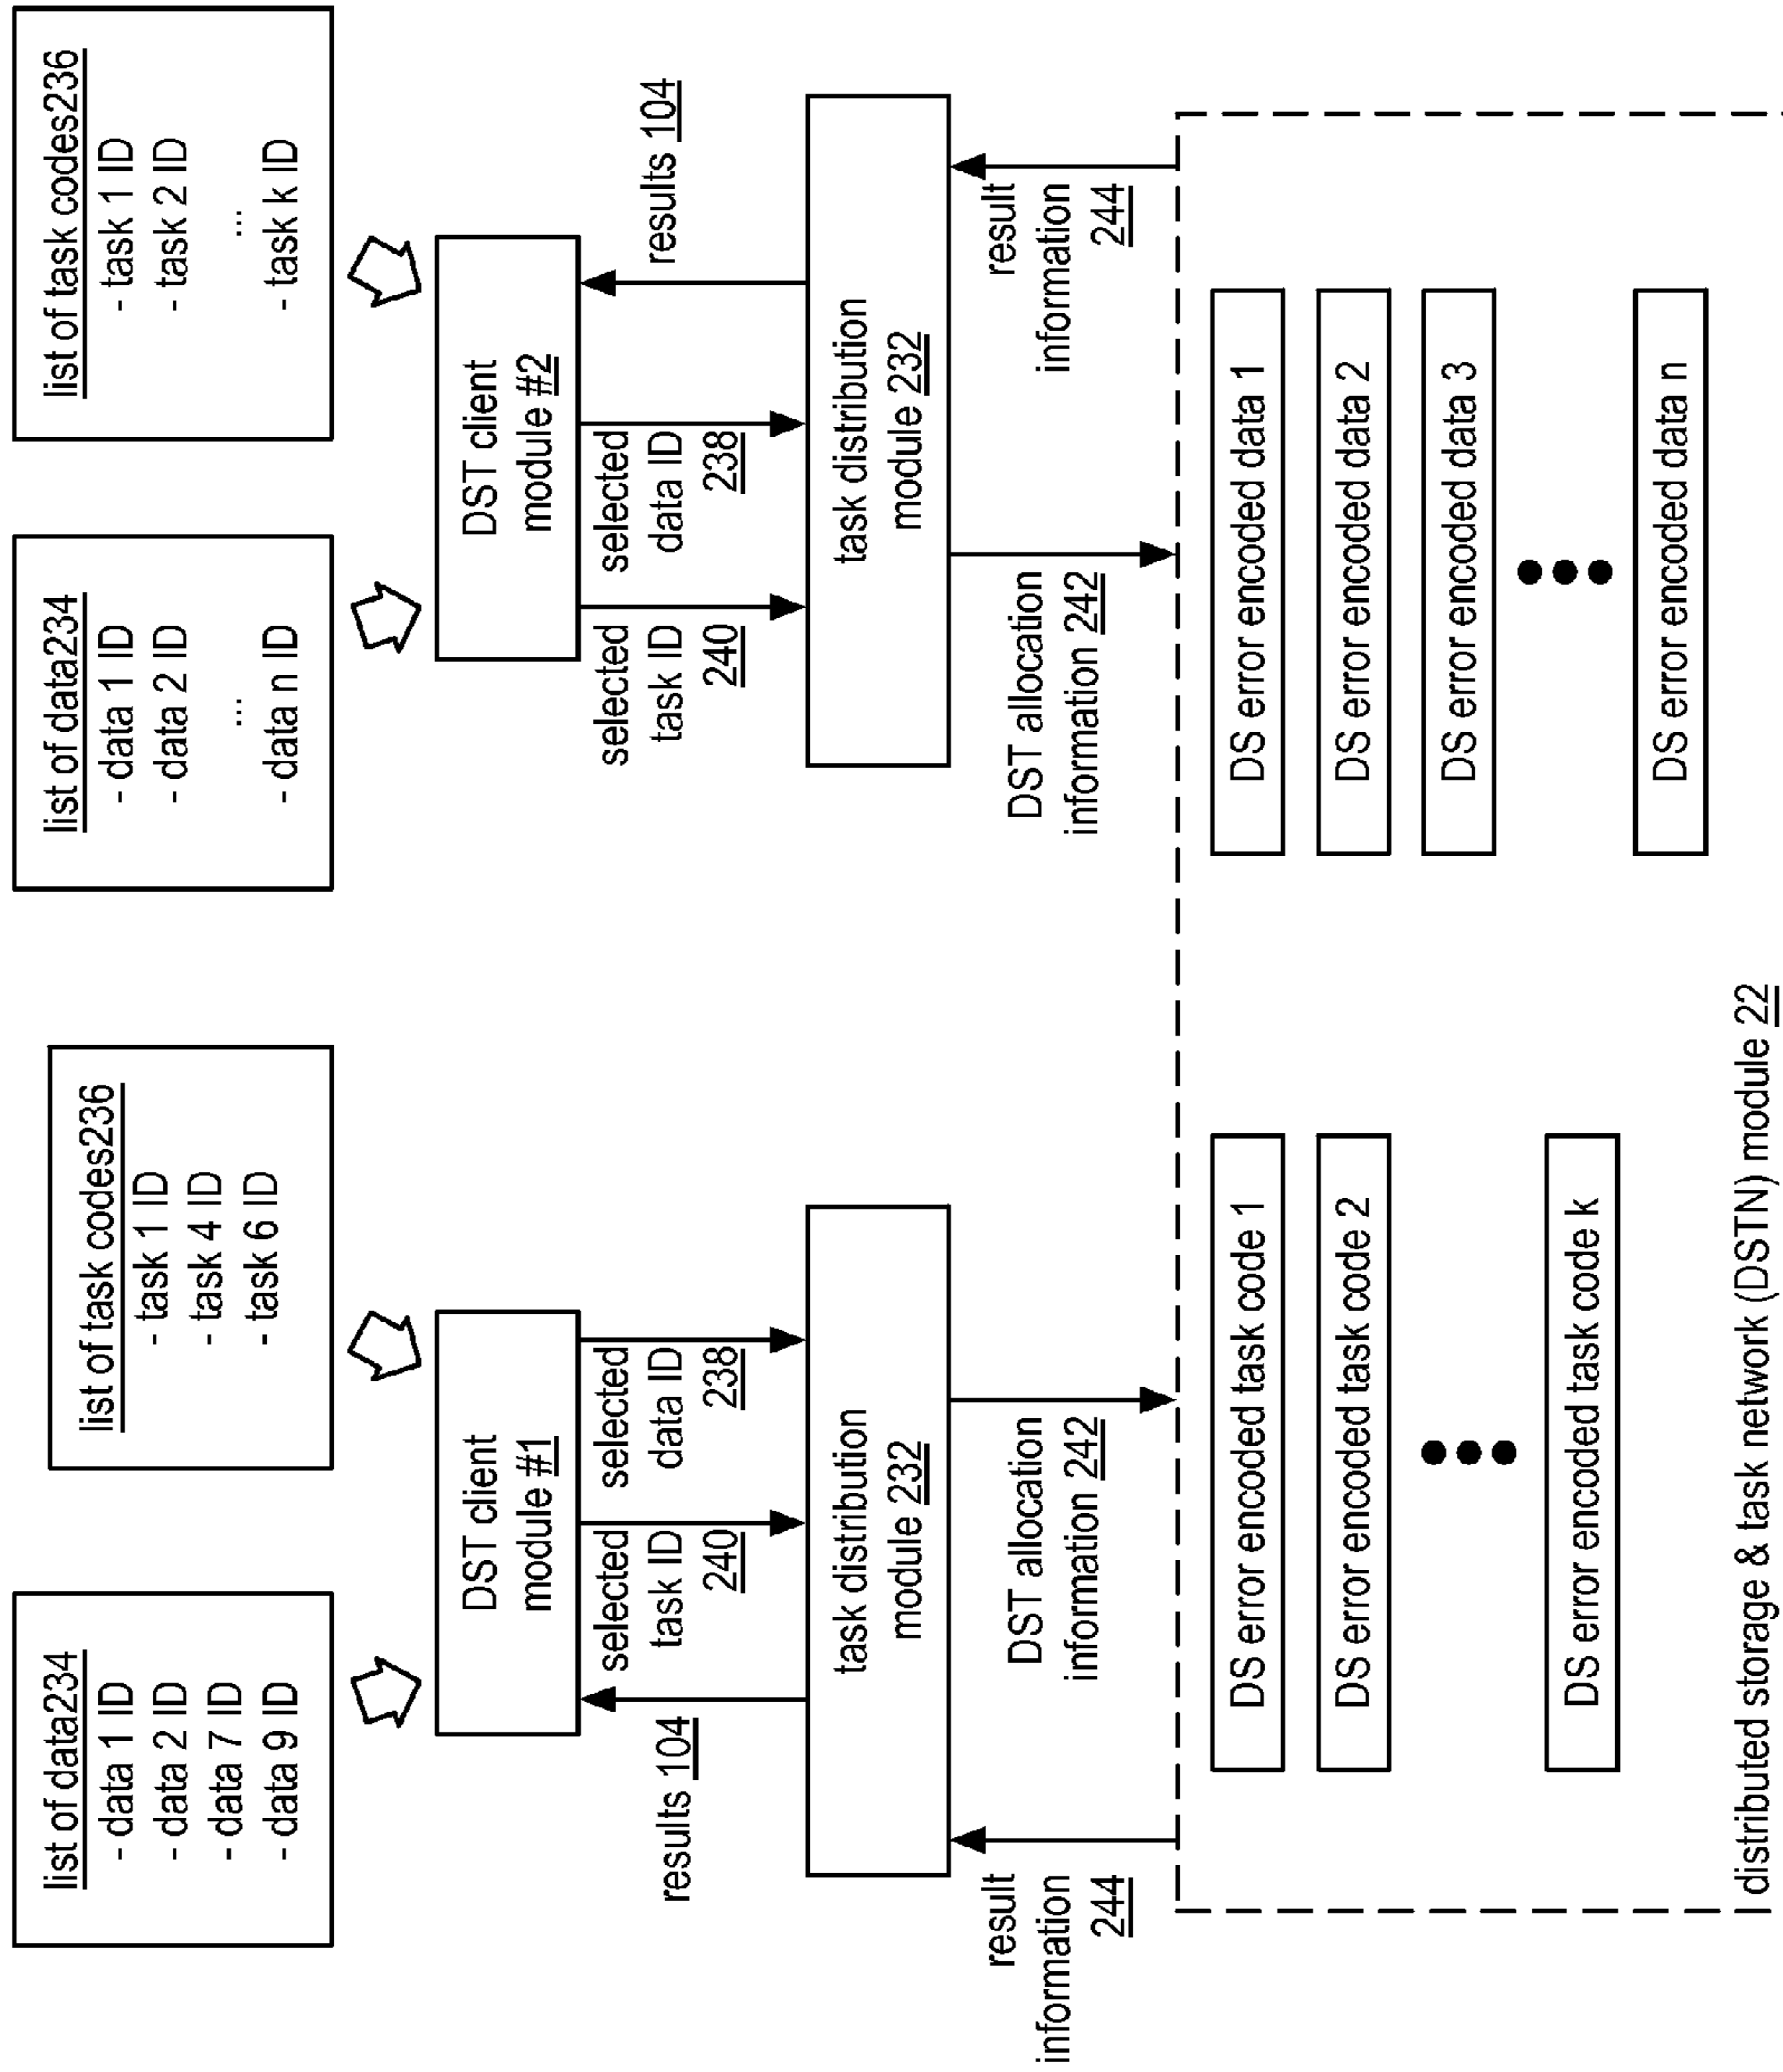 list of data234
- data 1 ID
- data 2 ID
- data 7 ID
- data 9 ID
list of task codes236
- task 1 ID
- task 4 ID
- task 6 ID
DST client
module #1
results 104
selected
task ID
240
selected
data ID
238
task distribution
module 232
result
information
244
DST allocation
information 242
list of data234
- data 1 ID
- data 2 ID
...
- data n ID
list of task codes236
- task 1 ID
- task 2 ID
...
- task k ID
DST client
module #2
selected
task ID
240
selected
data ID
238
results 104
task distribution
module 232
DST allocation
information 242
result
information
244
DS error encoded task code 1
DS error encoded task code 2
DS error encoded task code k
DS error encoded data 1
DS error encoded data 2
DS error encoded data 3
DS error encoded data n
distributed storage & task network (DSTN) module 22